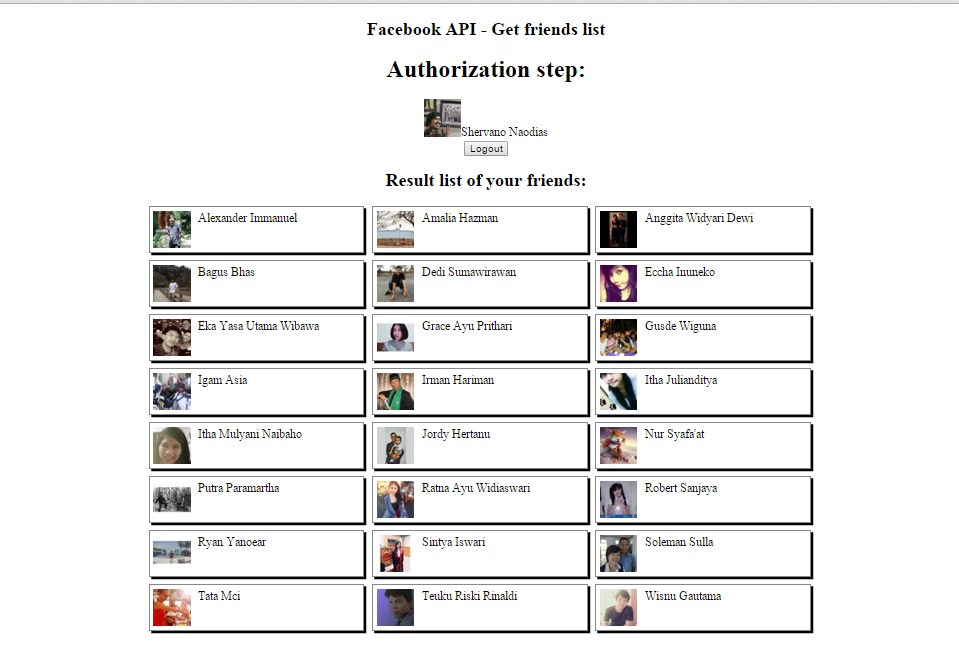 Facebook API - Get friends list
Authorization step:
Shervano Naodias
Logout
Result list of your friends:
Alexander Immanuel
Amalia Hazman
Anggita Widyari Dewi
Bagus Bhas
Dedi Sumawirawan
Eccha Inuneko
Eka Yasa Utama Wibawa
Grace Ayu Prithari
Gusde Wiguna
Igam Asia
Irman Hariman
Itha Julianditya
Itha Mulyani Naibaho
Jordy Hertanu
Nur Syafa'at
Putra Paramartha
Ratna Ayu Widiaswari
Robert Sanjaya
Ryan Yanoear
Sintya Iswari
Soleman Sulla
Tata Mci
Teuku Riski Rinaldi
Wisnu Gautama